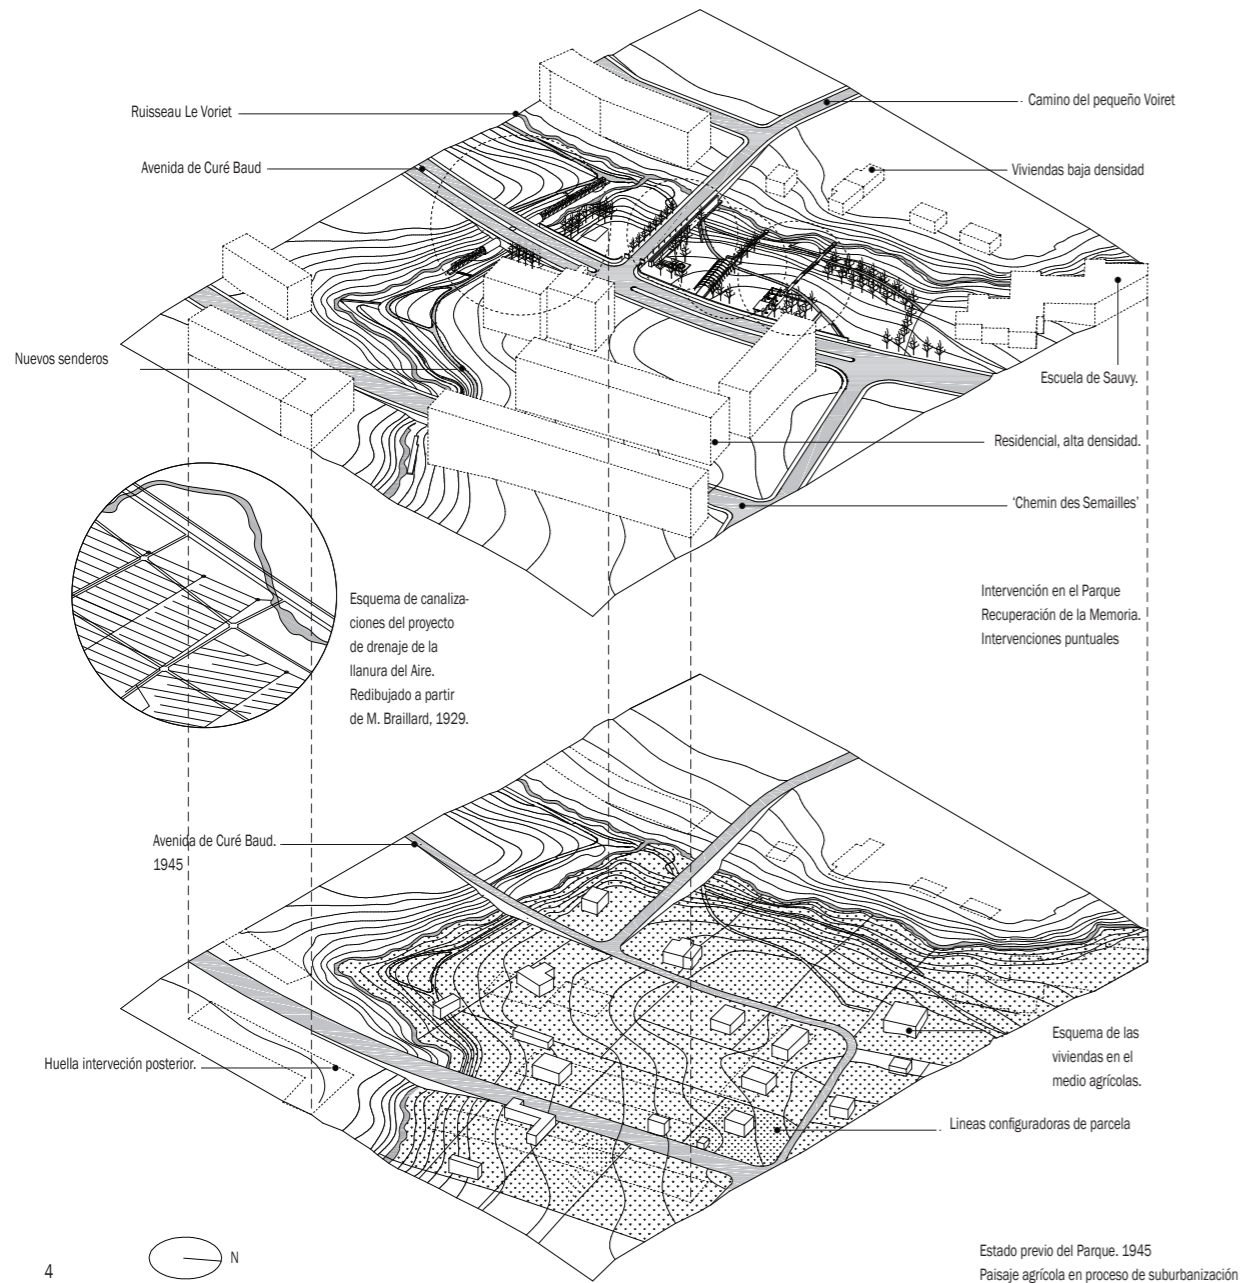 Ruisseau Le Voriet
Camino del pequeño Voiret
Avenida de Curé Baud
Viviendas baja densidad
Nuevos senderos
Escuela de Sauvy.
Residencial, alta densidad.
‘Chemin des Semailles’
Esquema de canaliza-
ciones del proyecto
de drenaje de la
llanura del Aire.
Redibujado a partir
de M. Braillard, 1929.
Intervención en el Parque
Recuperación de la Memoria.
Intervenciones puntuales
Avenida de Curé Baud.
1945
Huella interveción posterior.
Esquema de las
viviendas en el
medio agrícolas.
Lineas configuradoras de parcela
N
4
Estado previo del Parque. 1945
Paisaje agrícola en proceso de suburbanización